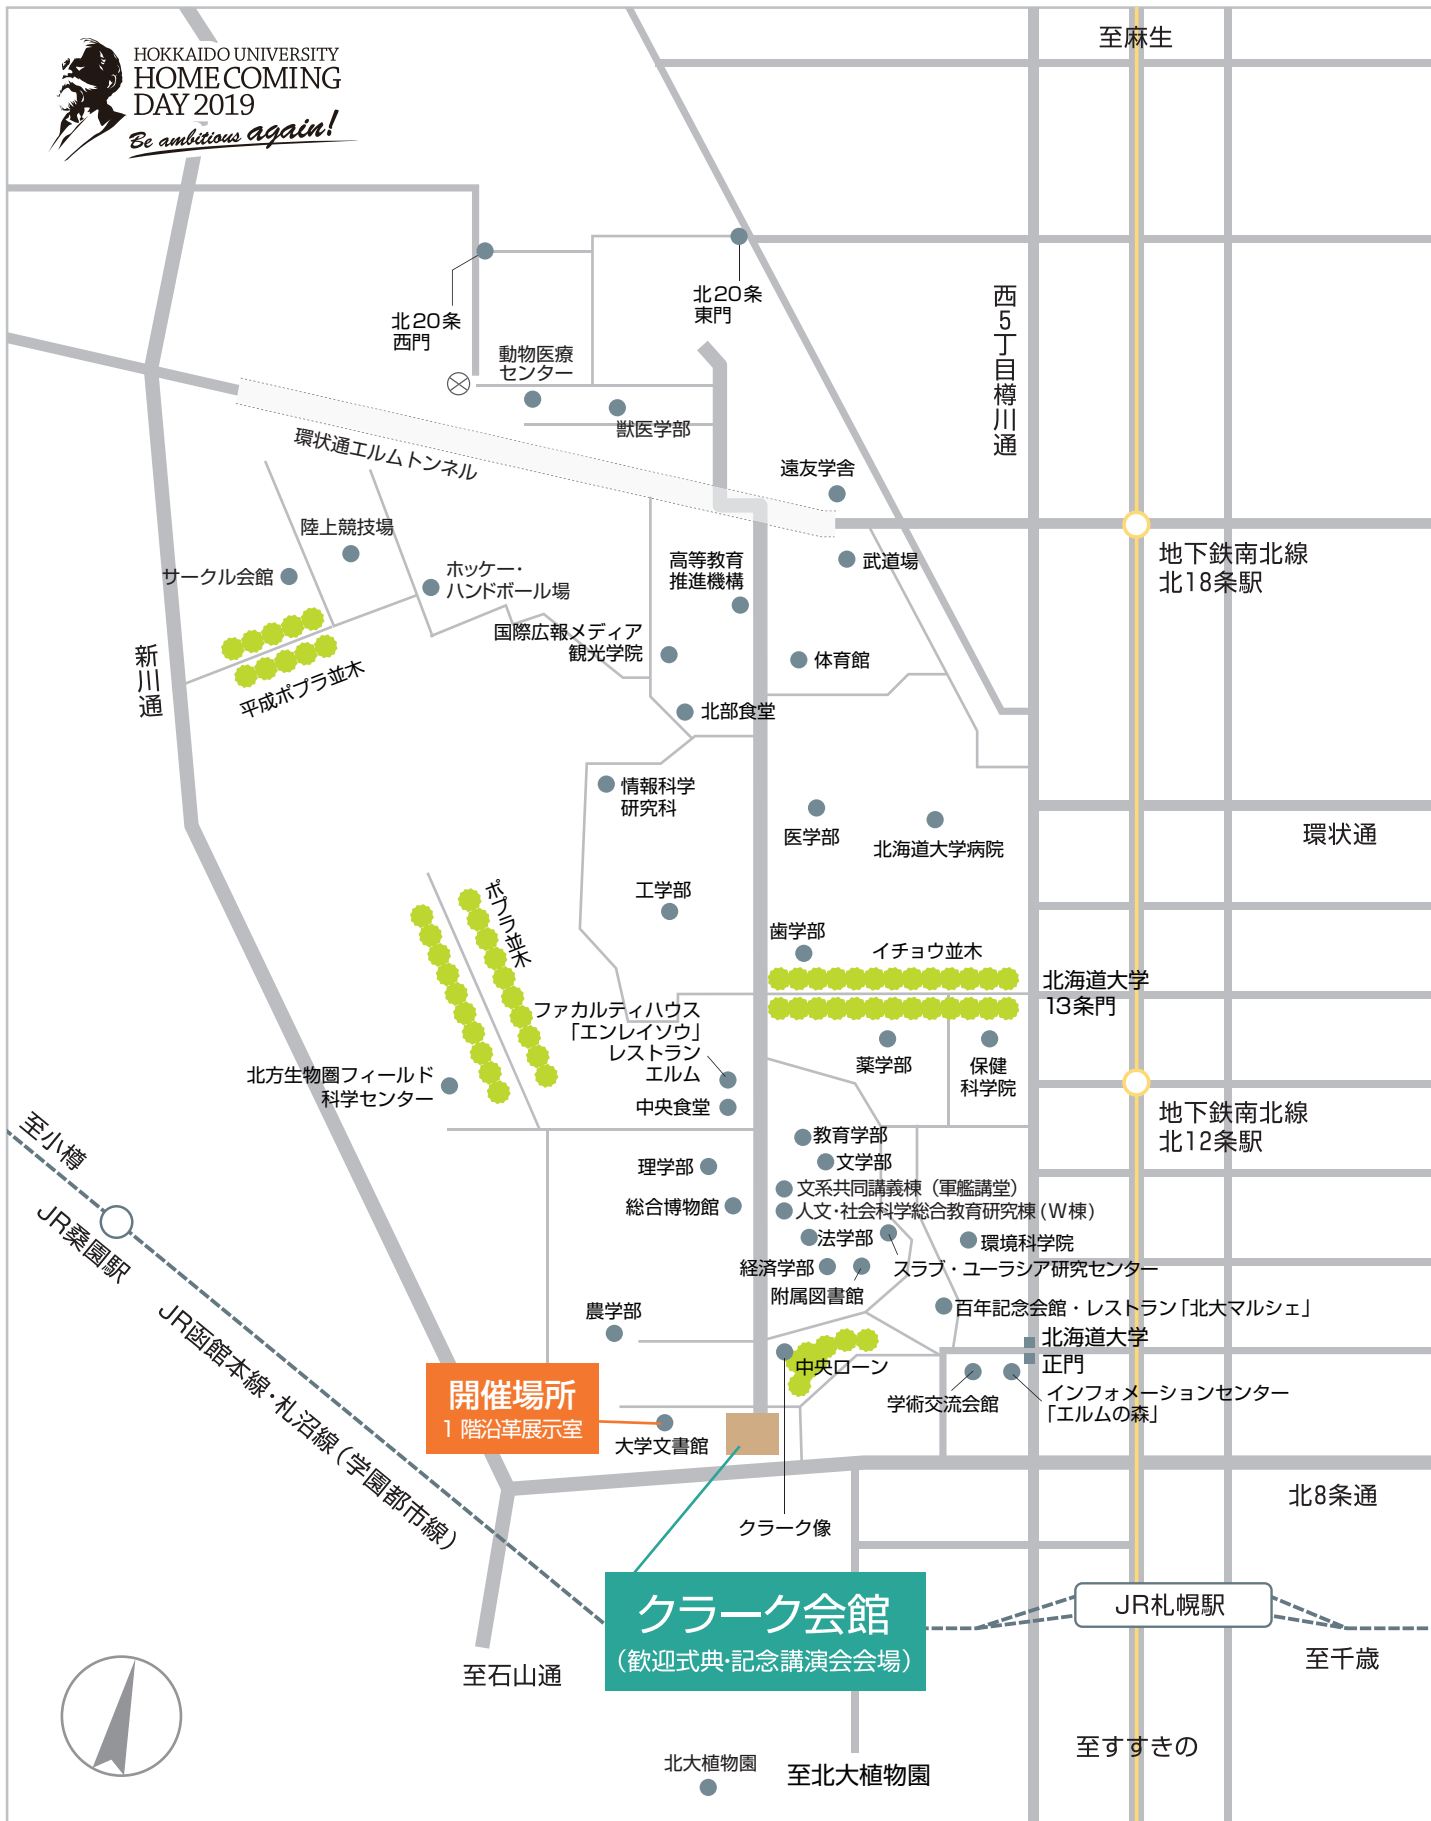 HOKKAIDO UNIVERSITY
HOME COMING
DAY 2019
Be ambitious again!
至麻生
北20条
西門
北20条
東門
西5丁目樽川通
動物医療
センター
獣医学部
環状通エルムトンネル
遠友学舎
陸上競技場
サークル会館
ホッケー・
ハンドボール場
高等教育
推進機構
武道場
地下鉄南北線
北18条駅
国際広報メディア
観光学院
体育館
新川通
平成ポプラ並木
北部食堂
情報科学
研究科
医学部
北海道大学病院
環状通
工学部
ポプラ並木
歯学部
イチョウ並木
北海道大学
13条門
ファカルティハウス
「エンレイソウ」
レストラン
エルム
薬学部
保健
科学院
北方生物圏フィールド
科学センター
中央食堂
地下鉄南北線
北12条駅
至小樽
教育学部
文学部
理学部
文系共同講義棟（軍艦講堂）
総合博物館
人文・社会科学総合教育研究棟(W棟)
JR桑園駅
法学部
環境科学院
経済学部
スラブ・ユーラシア研究センター
附属図書館
農学部
百年記念会館・レストラン「北大マルシェ」
北海道大学
正門
JR函館本線・札沼線(学園都市線)
中央ローン
開催場所
1階沿革展示室
学術交流会館
インフォメーションセンター
「エルムの森」
大学文書館
北8条通
クラーク像
クラーク会館
(歓迎式典・記念講演会会場)
JR札幌駅
至石山通
至千歳
至すすきの
北大植物園
至北大植物園